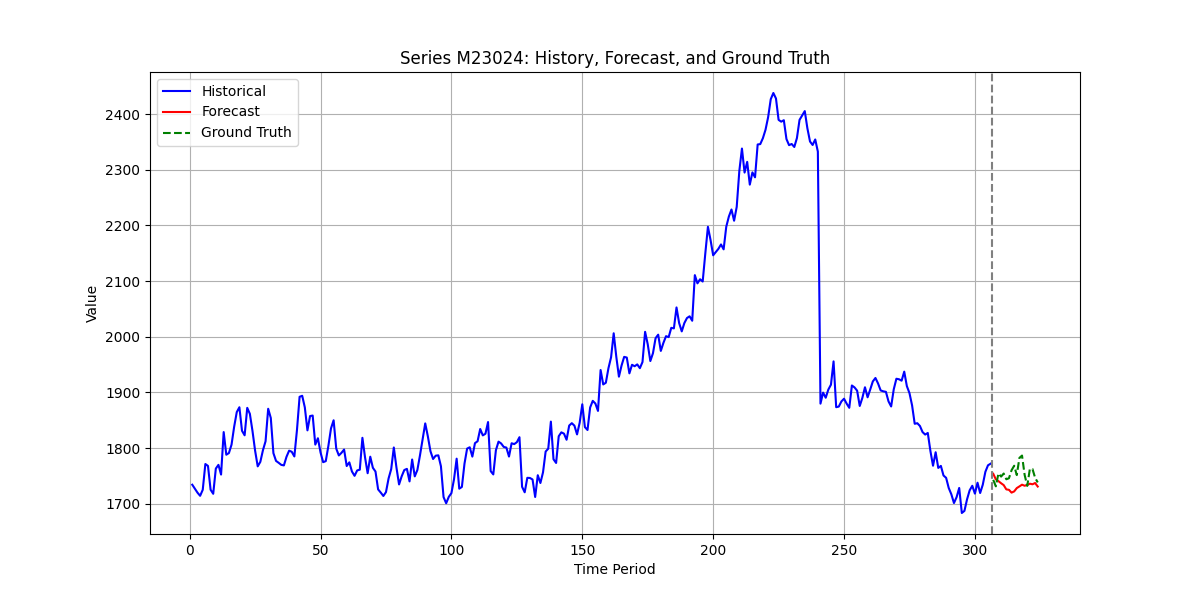 Series M23024: History, Forecast, and Ground Truth
Historical
Forecast
Ground Truth
Value
2400
2300
2200
2100
2000
1900
1800
1700
0 50 100 150 200 250 300
Time Period